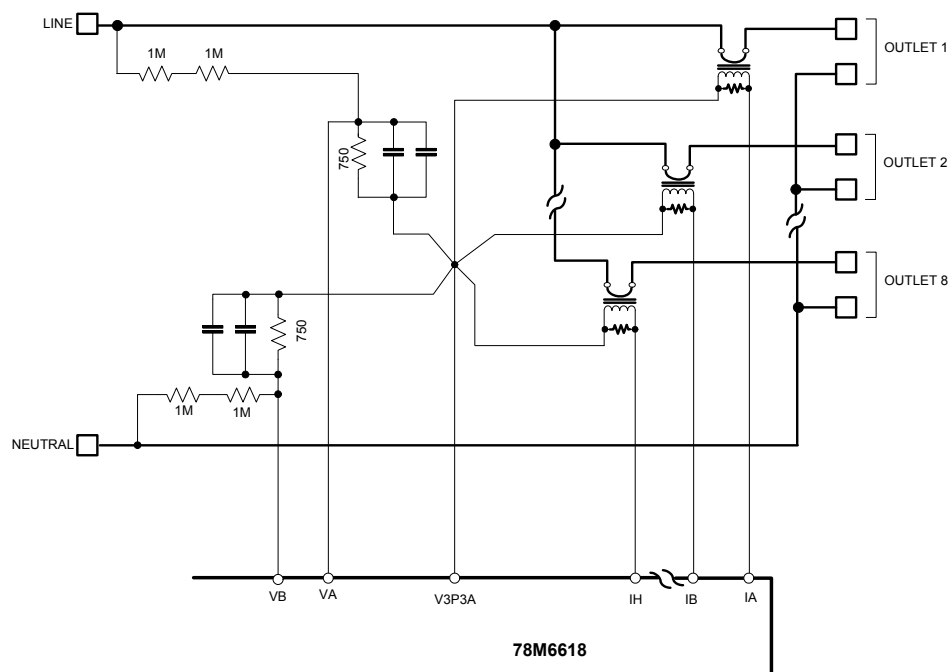 LINE
1M 1M
OUTLET 1
750
OUTLET 2
OUTLET 8
750
1M 1M
NEUTRAL
VB VA V3P3A IH IB IA
78M6618